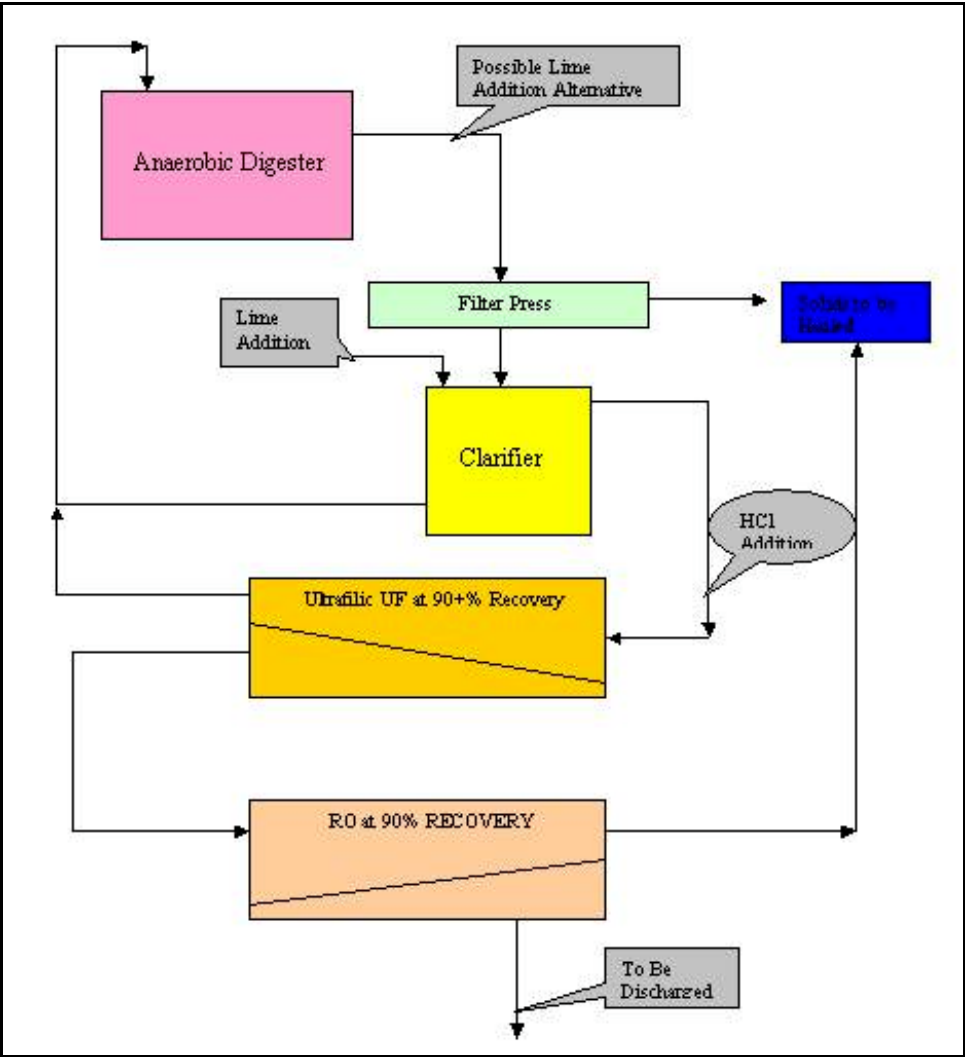 Possible Lime
Addition Alternative
Anaerobic Digester
Filter Press
Solids to be
Hauled
Lime
Addition
Clarifier
HCl
Addition
Ultrafilic UF at 90+% Recovery
RO at 90% RECOVERY
To Be
Discharged